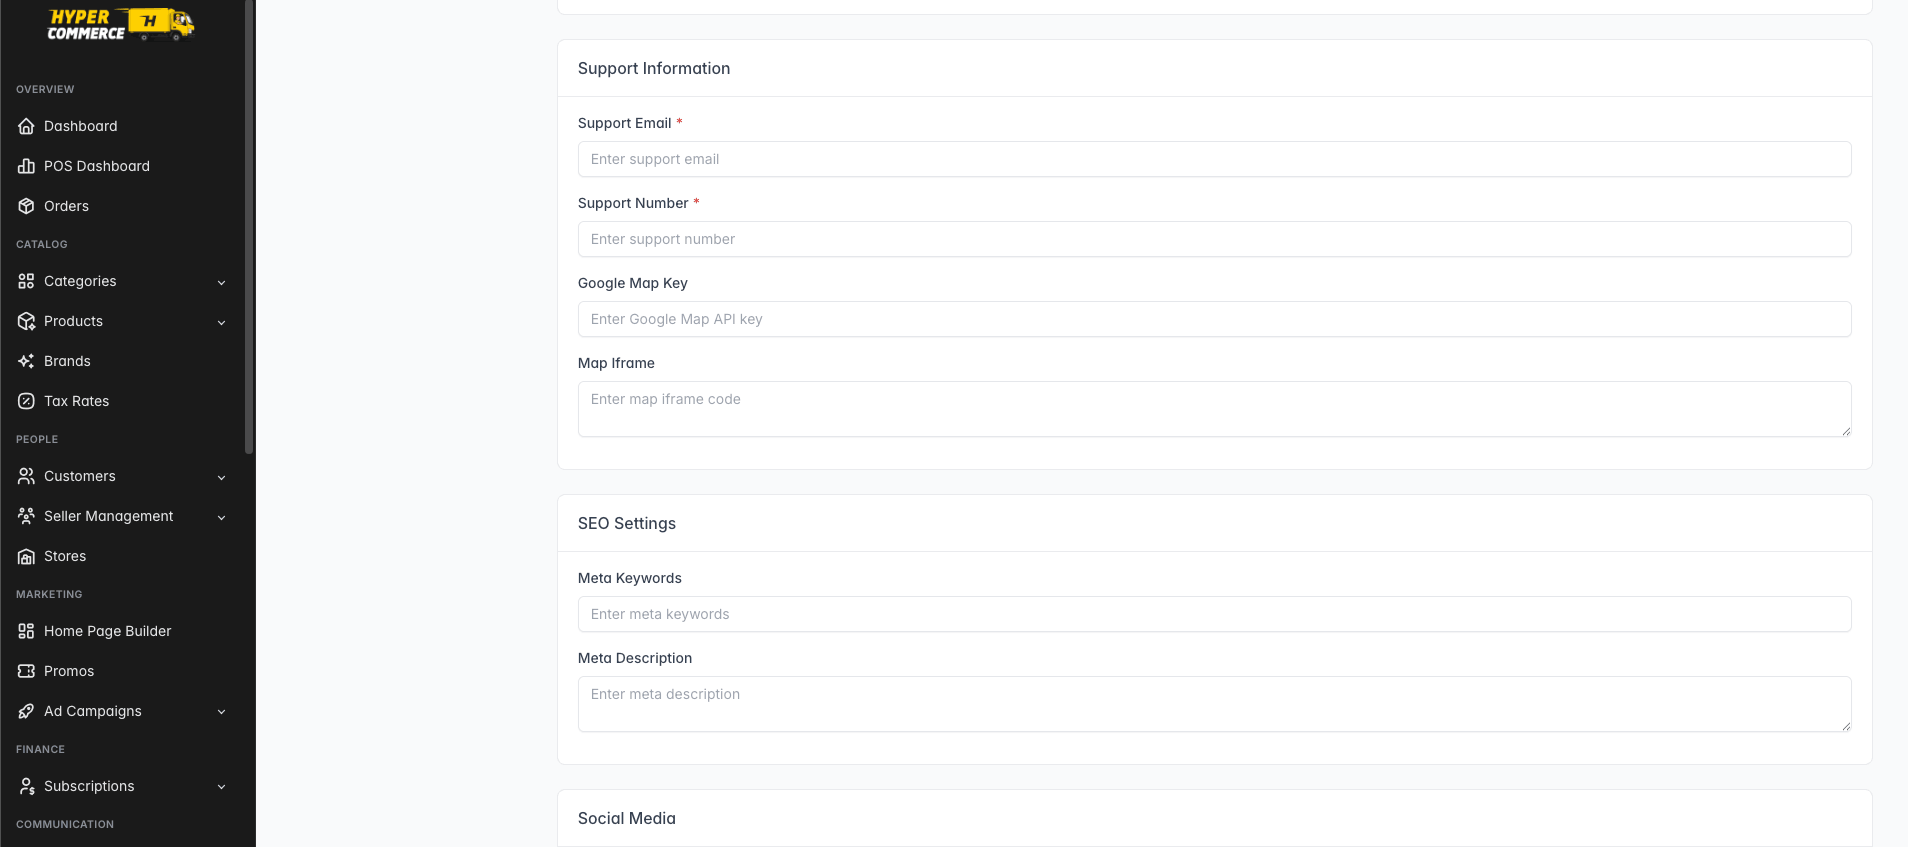 HYPER
COMMERCE
H
OVERVIEW
Dashboard
POS Dashboard
Orders
CATALOG
Categories
Products
Brands
Tax Rates
PEOPLE
Customers
Seller Management
Stores
MARKETING
Home Page Builder
Promos
Ad Campaigns
FINANCE
Subscriptions
COMMUNICATION
Support Information
Support Email *
Enter support email
Support Number *
Enter support number
Google Map Key
Enter Google Map API key
Map Iframe
Enter map iframe code
SEO Settings
Meta Keywords
Enter meta keywords
Meta Description
Enter meta description
Social Media